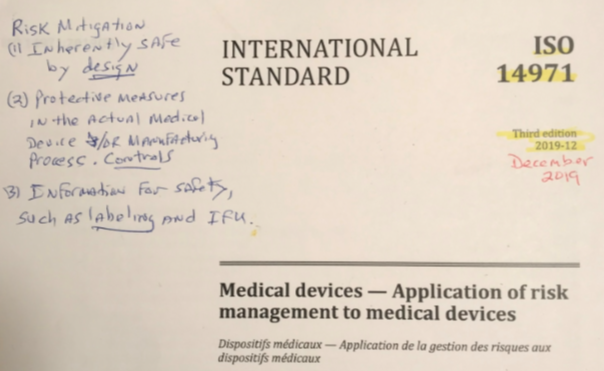 Risk Mitigation
(1) Inherently safe
by design
(2) Protective Measures
in the actual Medical
Device &/or Manufacturing
Process. Controls
3) Information for safety,
such as labeling and IFU.
INTERNATIONAL
STANDARD
ISO
14971
Third edition
2019-12
December
2019
Medical devices — Application of risk
management to medical devices
Dispositifs médicaux — Application de la gestion des risques aux
dispositifs médicaux